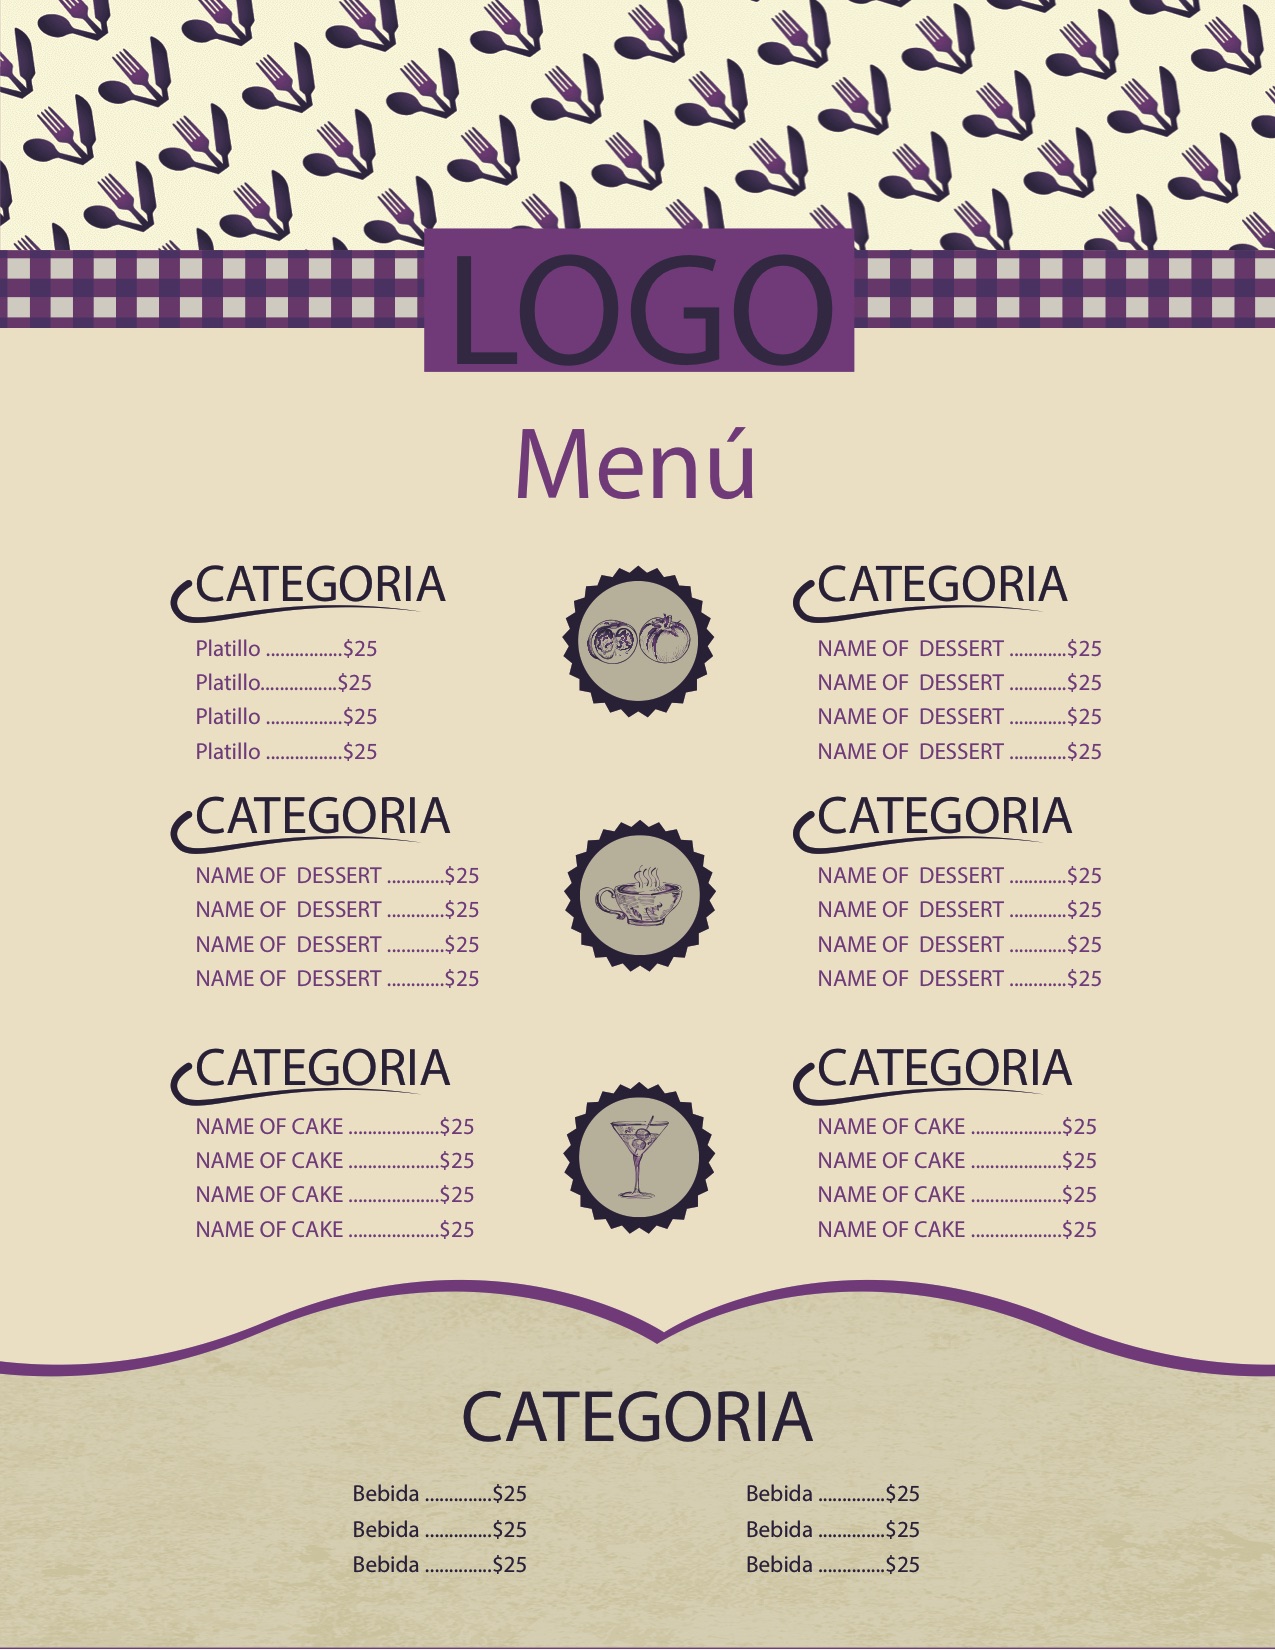 LOGO
Menú
CATEGORIA
Platillo ................$25
Platillo................$25
Platillo ................$25
Platillo ................$25
CATEGORIA
NAME OF  DESSERT ............$25
NAME OF  DESSERT ............$25
NAME OF  DESSERT ............$25
NAME OF  DESSERT ............$25
CATEGORIA
NAME OF CAKE ...................$25
NAME OF CAKE ...................$25
NAME OF CAKE ...................$25
NAME OF CAKE ...................$25
CATEGORIA
NAME OF  DESSERT ............$25
NAME OF  DESSERT ............$25
NAME OF  DESSERT ............$25
NAME OF  DESSERT ............$25
CATEGORIA
NAME OF  DESSERT ............$25
NAME OF  DESSERT ............$25
NAME OF  DESSERT ............$25
NAME OF  DESSERT ............$25
CATEGORIA
NAME OF CAKE ...................$25
NAME OF CAKE ...................$25
NAME OF CAKE ...................$25
NAME OF CAKE ...................$25
CATEGORIA
Bebida ..............$25
Bebida ..............$25
Bebida ..............$25
Bebida ..............$25
Bebida ..............$25
Bebida ..............$25